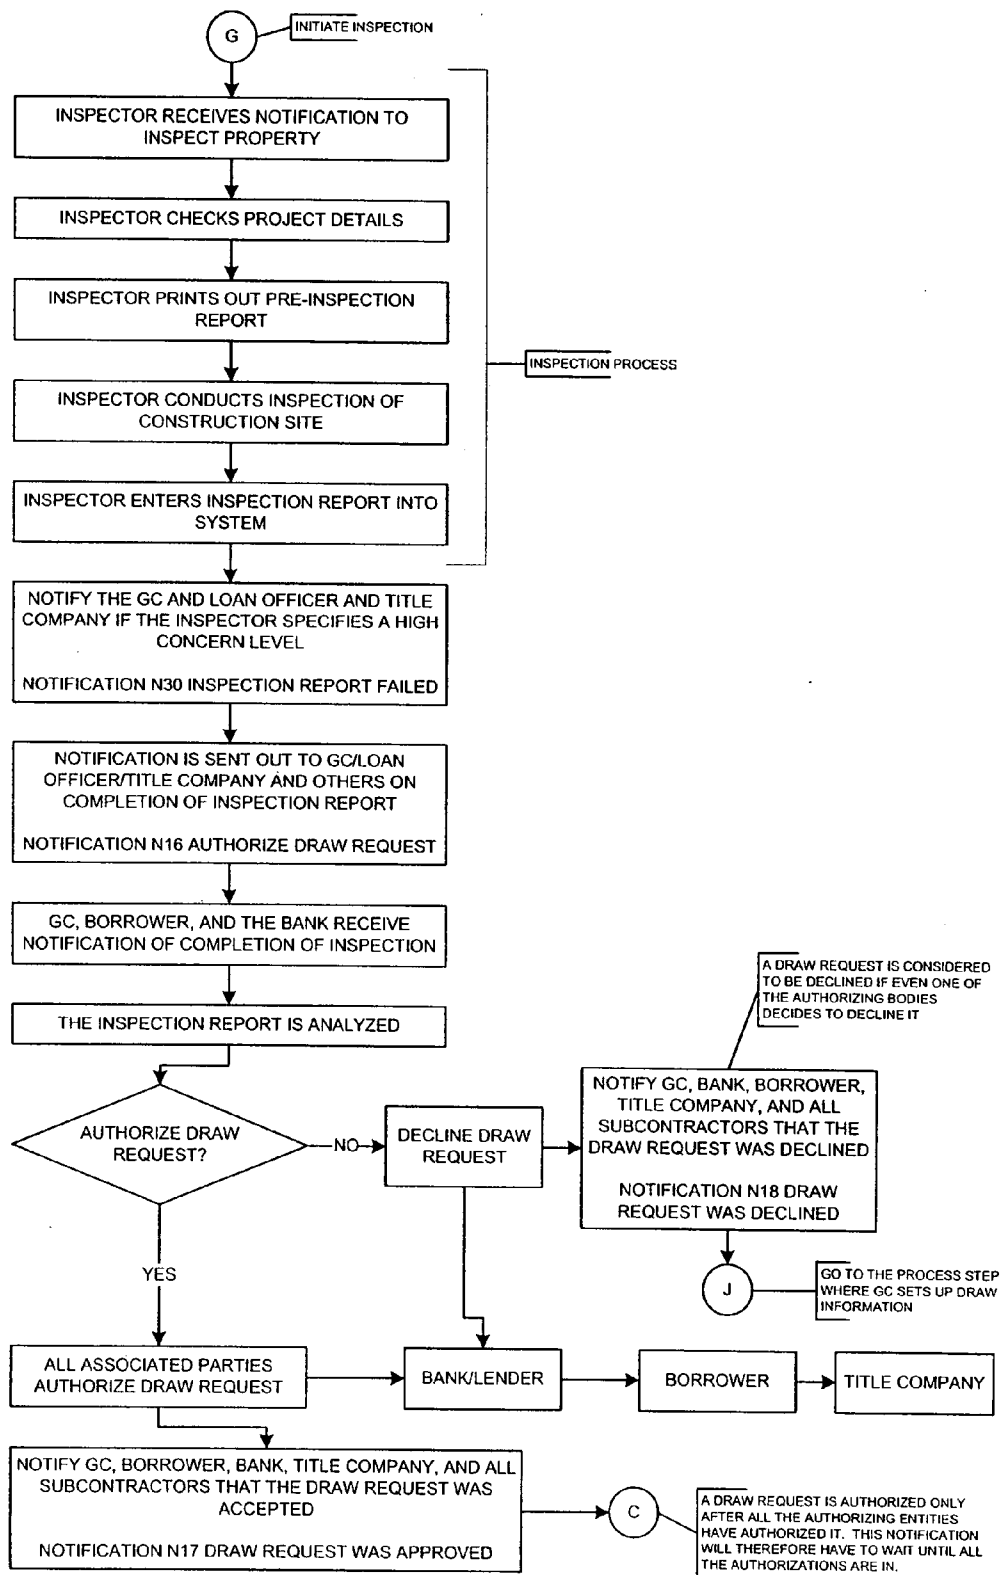 G
INITIATE INSPECTION
INSPECTOR RECEIVES NOTIFICATION TO
INSPECT PROPERTY
INSPECTOR CHECKS PROJECT DETAILS
INSPECTOR PRINTS OUT PRE-INSPECTION
REPORT
INSPECTION PROCESS
INSPECTOR CONDUCTS INSPECTION OF
CONSTRUCTION SITE
INSPECTOR ENTERS INSPECTION REPORT INTO
SYSTEM
NOTIFY THE GC AND LOAN OFFICER AND TITLE
COMPANY IF THE INSPECTOR SPECIFIES A HIGH
CONCERN LEVEL
NOTIFICATION N30 INSPECTION REPORT FAILED
NOTIFICATION IS SENT OUT TO GC/LOAN
OFFICER/TITLE COMPANY AND OTHERS ON
COMPLETION OF INSPECTION REPORT
NOTIFICATION N16 AUTHORIZE DRAW REQUEST
GC, BORROWER, AND THE BANK RECEIVE
NOTIFICATION OF COMPLETION OF INSPECTION
THE INSPECTION REPORT IS ANALYZED
A DRAW REQUEST IS CONSIDERED
TO BE DECLINED IF EVEN ONE OF
THE AUTHORIZING BODIES
DECIDES TO DECLINE IT
AUTHORIZE DRAW
REQUEST?
NO
DECLINE DRAW
REQUEST
NOTIFY GC, BANK, BORROWER,
TITLE COMPANY, AND ALL
SUBCONTRACTORS THAT THE
DRAW REQUEST WAS DECLINED
NOTIFICATION N18 DRAW
REQUEST WAS DECLINED
YES
J
GO TO THE PROCESS STEP
WHERE GC SETS UP DRAW
INFORMATION
ALL ASSOCIATED PARTIES
AUTHORIZE DRAW REQUEST
BANK/LENDER
BORROWER
TITLE COMPANY
NOTIFY GC, BORROWER, BANK, TITLE COMPANY, AND ALL
SUBCONTRACTORS THAT THE DRAW REQUEST WAS
ACCEPTED
NOTIFICATION N17 DRAW REQUEST WAS APPROVED
C
A DRAW REQUEST IS AUTHORIZED ONLY
AFTER ALL THE AUTHORIZING ENTITIES
HAVE AUTHORIZED IT. THIS NOTIFICATION
WILL THEREFORE HAVE TO WAIT UNTIL ALL
THE AUTHORIZATIONS ARE IN.